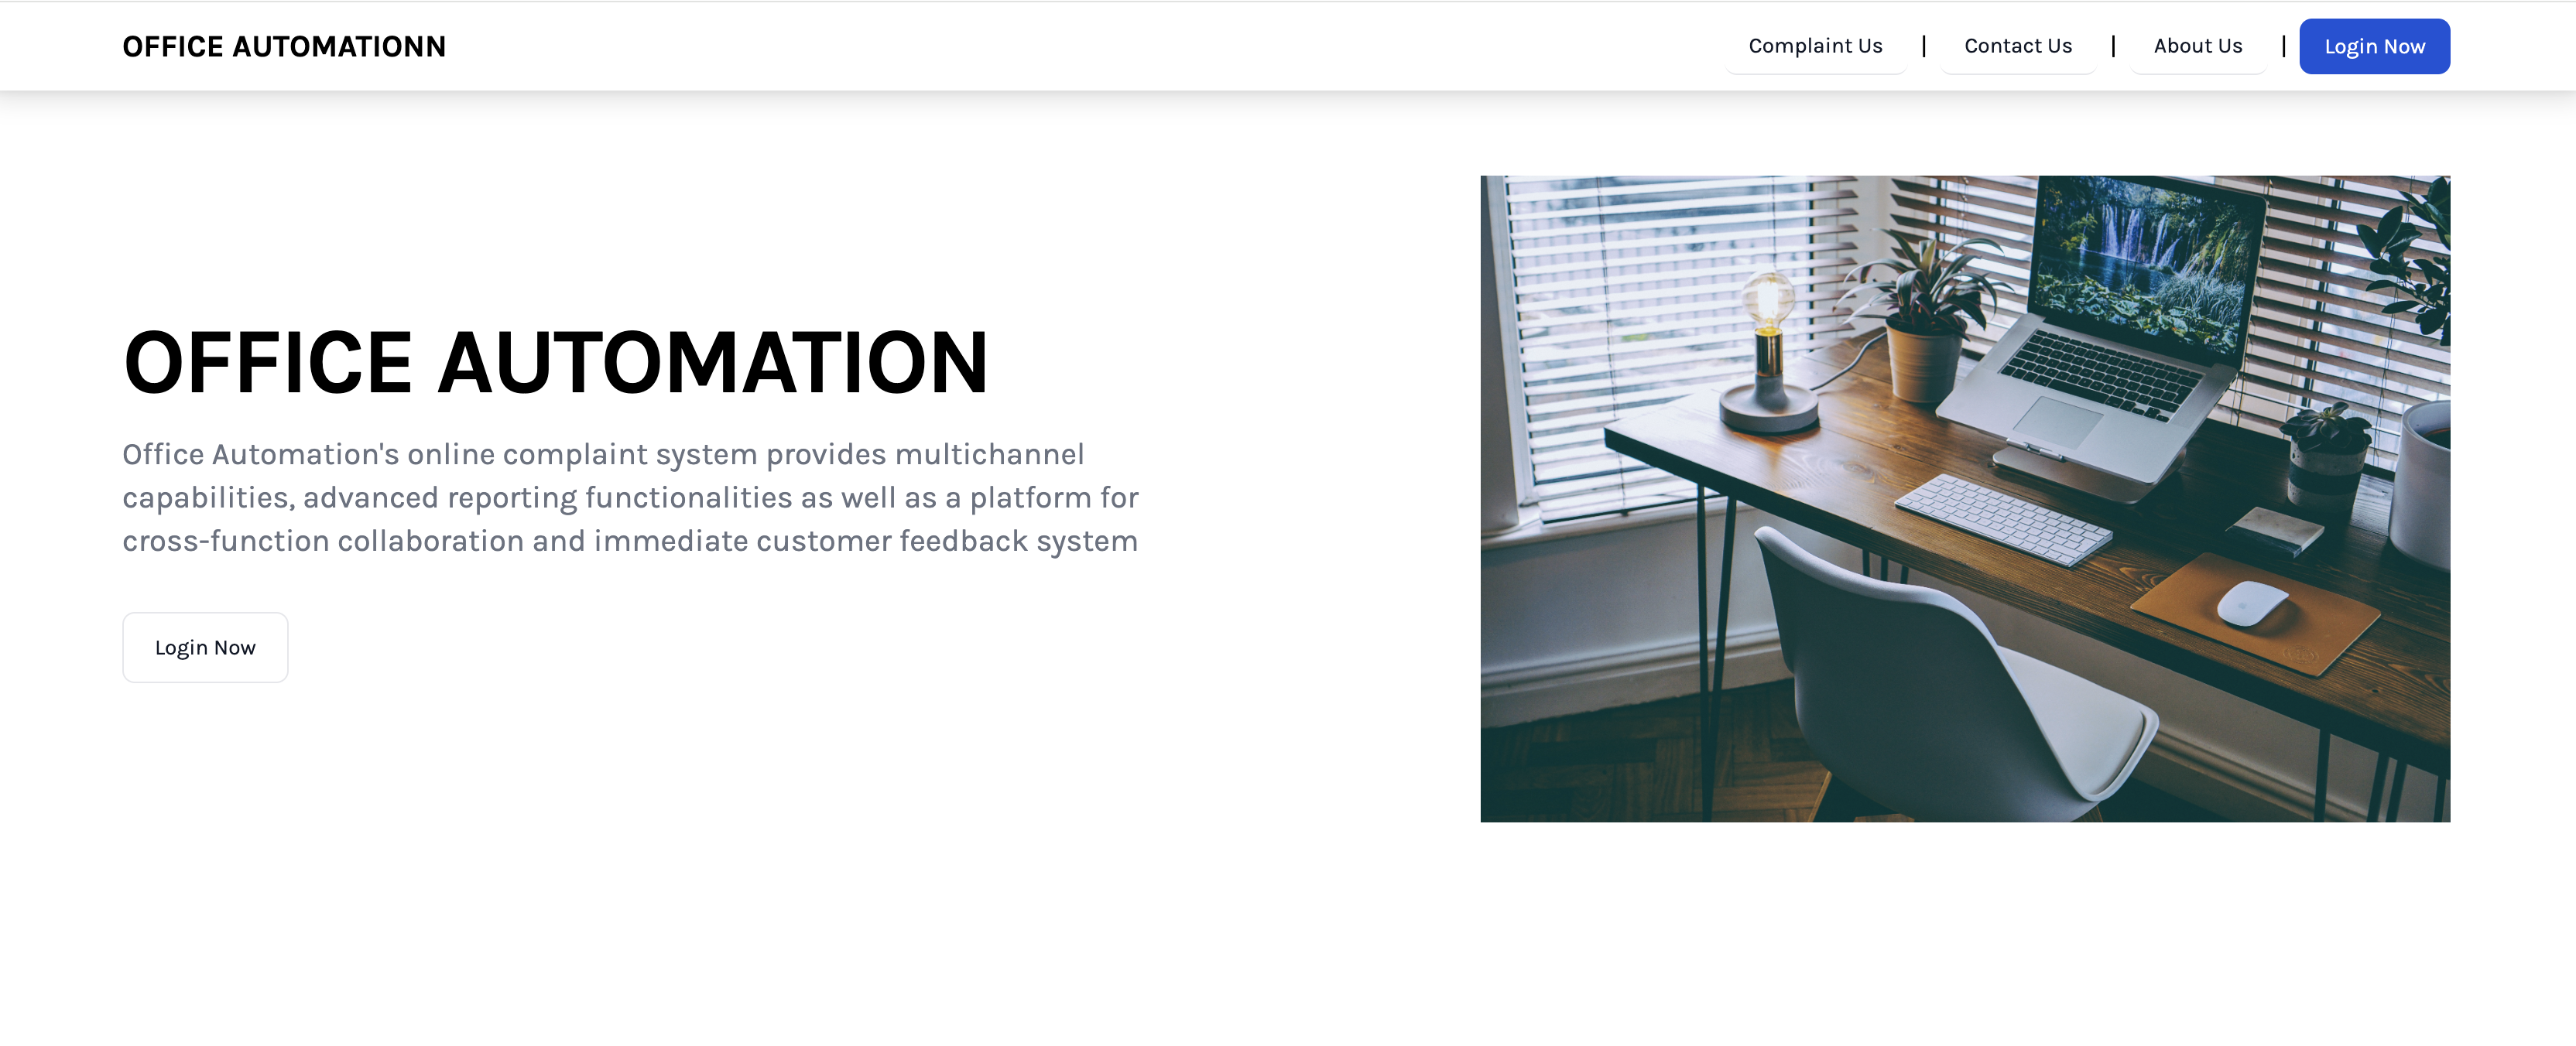 OFFICE AUTOMATIONN
Complaint Us | Contact Us | About Us | Login Now
OFFICE AUTOMATION
Office Automation's online complaint system provides multichannel
capabilities, advanced reporting functionalities as well as a platform for
cross-function collaboration and immediate customer feedback system
Login Now